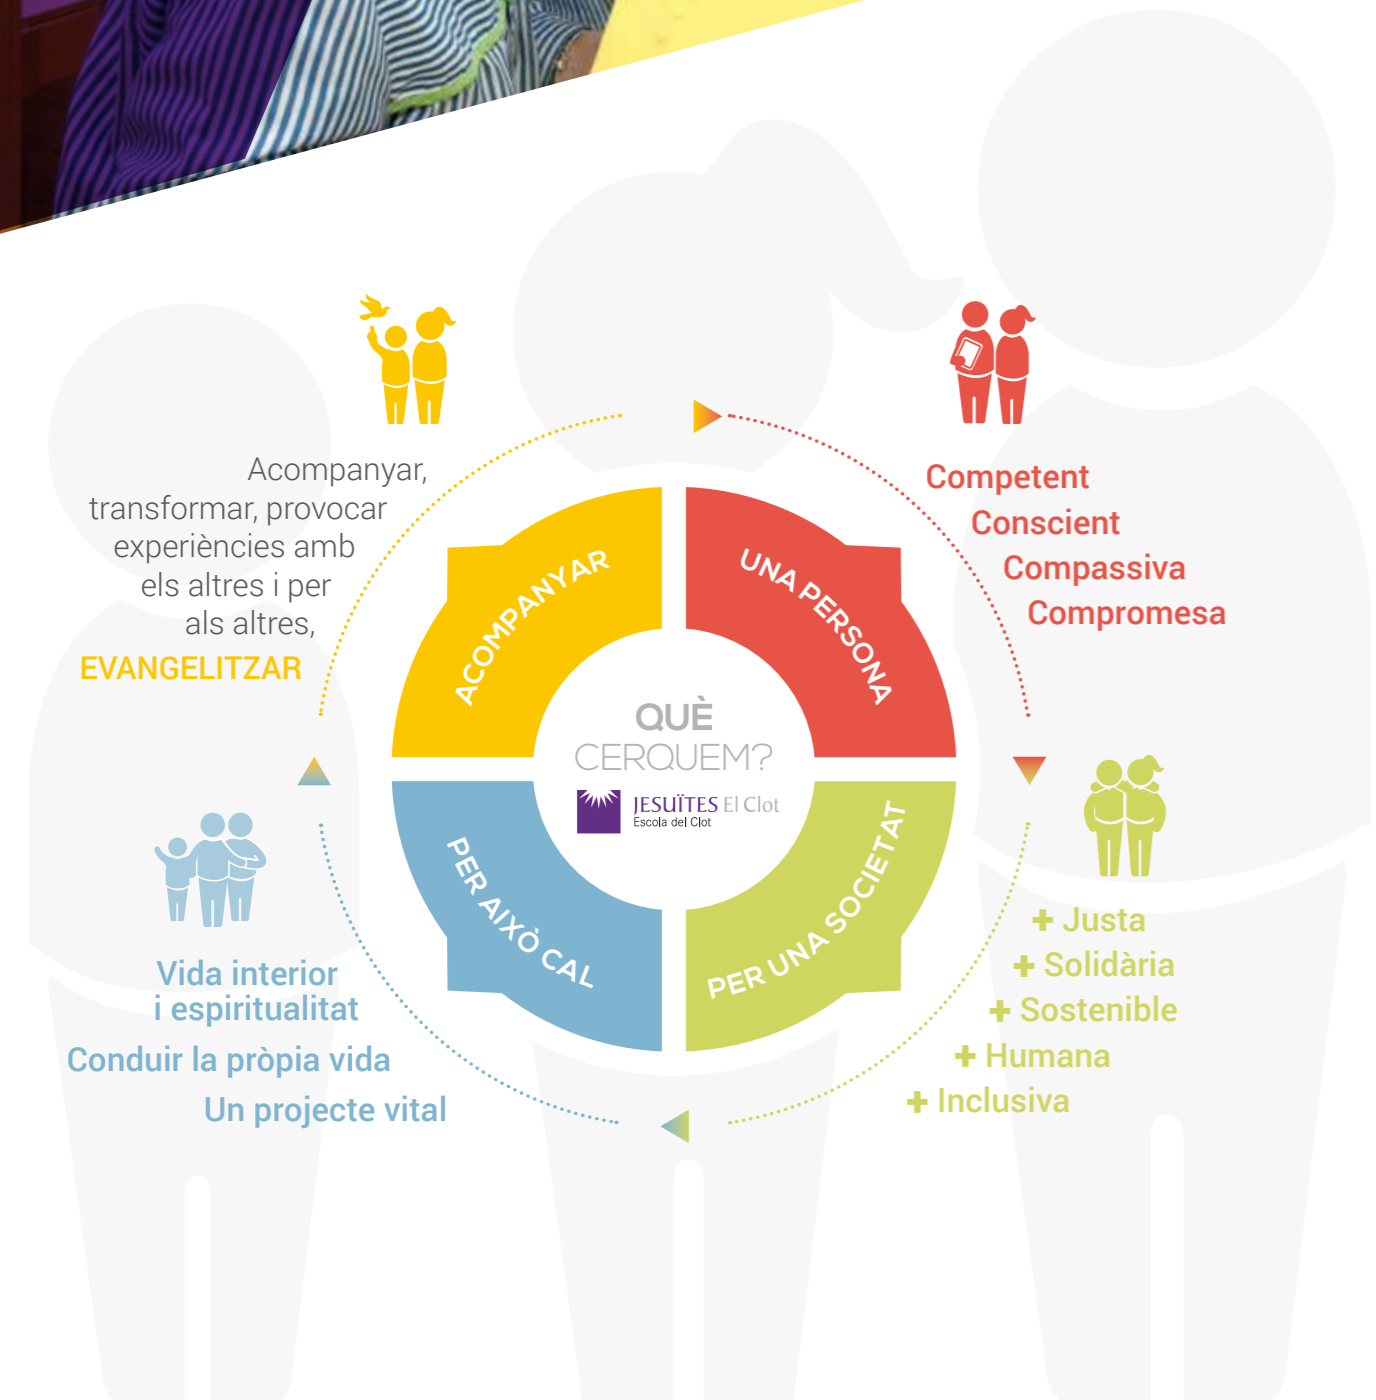 Acompanyar,
transformar, provocar
experiències amb
els altres i per
als altres,
EVANGELITZAR
Competent
Conscient
Compassiva
Compromesa
ACOMPANYAR
UNA PERSONA
QUÈ
CERQUEM?
JESUÏTES El Clot
Escola del Clot
PER AIXÒ CAL
PER UNA SOCIETAT
Vida interior
i espiritualitat
Conduir la pròpia vida
Un projecte vital
+ Justa
+ Solidària
+ Sostenible
+ Humana
+ Inclusiva